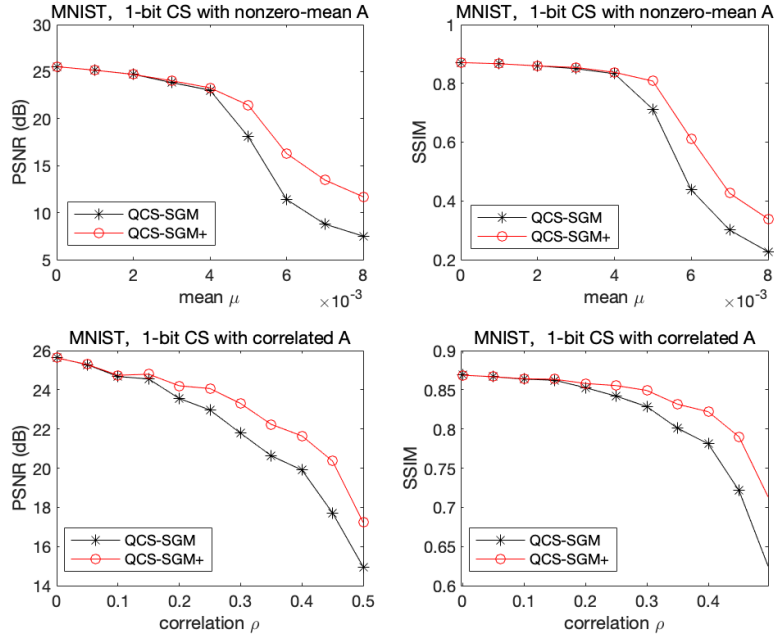 MNIST, 1-bit CS with nonzero-mean A
PSNR (dB)
30
25
20
15
10
5
QCS-SGM
QCS-SGM+
0 2 4 6 8
mean μ
×10⁻³
MNIST, 1-bit CS with nonzero-mean A
SSIM
1
0.8
0.6
0.4
0.2
QCS-SGM
QCS-SGM+
0 2 4 6 8
mean μ
×10⁻³
MNIST, 1-bit CS with correlated A
PSNR (dB)
26
24
22
20
18
16
14
QCS-SGM
QCS-SGM+
0 0.1 0.2 0.3 0.4 0.5
correlation ρ
MNIST, 1-bit CS with correlated A
SSIM
0.9
0.85
0.8
0.75
0.7
0.65
0.6
QCS-SGM
QCS-SGM+
0 0.1 0.2 0.3 0.4
correlation ρ